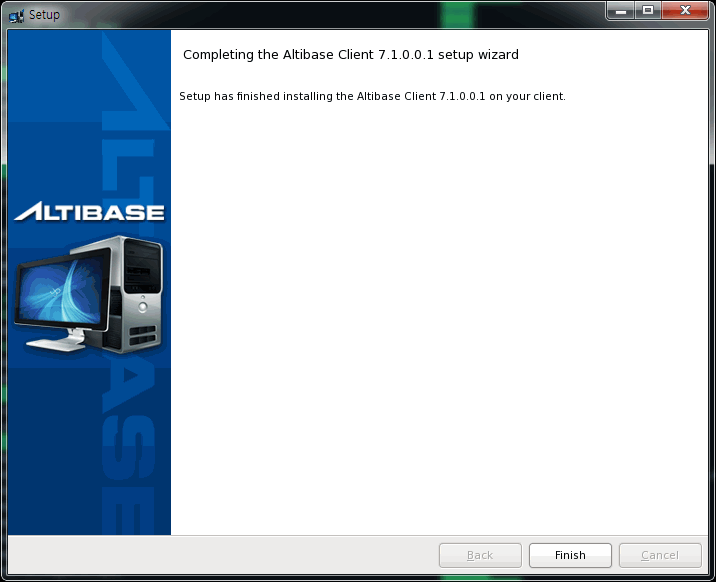 Setup
Completing the Altibase Client 7.1.0.0.1 setup wizard
Setup has finished installing the Altibase Client 7.1.0.0.1 on your client.
ALTIBASE
ALTIBASE
Back
Finish
Cancel